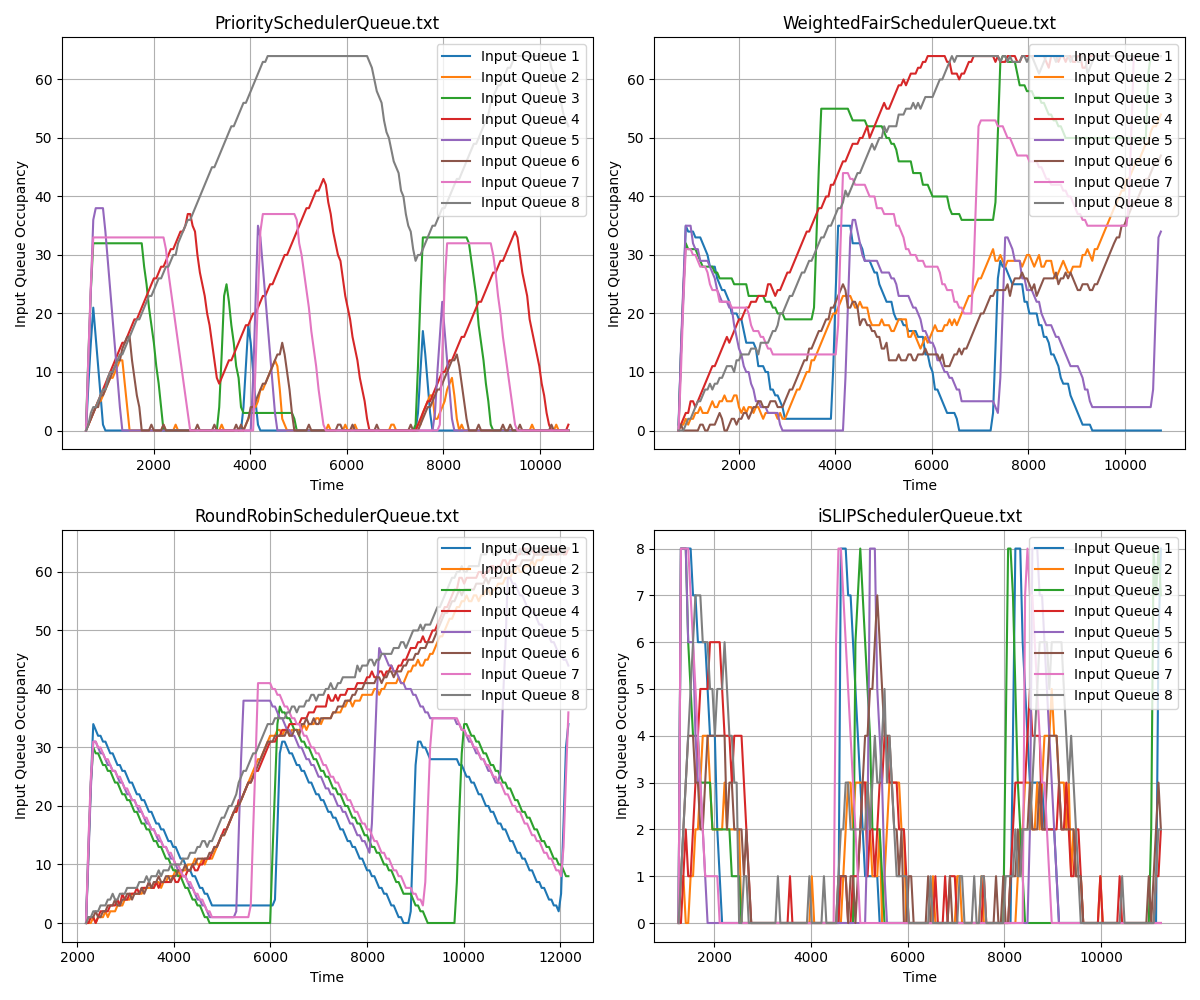 PrioritySchedulerQueue.txt
Input Queue Occupancy
60
50
40
30
20
10
0
2000 4000 6000 8000 10000
Time
Input Queue 1
Input Queue 2
Input Queue 3
Input Queue 4
Input Queue 5
Input Queue 6
Input Queue 7
Input Queue 8
WeightedFairSchedulerQueue.txt
Input Queue Occupancy
60
50
40
30
20
10
0
2000 4000 6000 8000 10000
Time
Input Queue 1
Input Queue 2
Input Queue 3
Input Queue 4
Input Queue 5
Input Queue 6
Input Queue 7
Input Queue 8
RoundRobinSchedulerQueue.txt
Input Queue Occupancy
60
50
40
30
20
10
0
2000 4000 6000 8000 10000 12000
Time
Input Queue 1
Input Queue 2
Input Queue 3
Input Queue 4
Input Queue 5
Input Queue 6
Input Queue 7
Input Queue 8
iSLIPSchedulerQueue.txt
Input Queue Occupancy
8
7
6
5
4
3
2
1
0
2000 4000 6000 8000 10000
Time
Input Queue 1
Input Queue 2
Input Queue 3
Input Queue 4
Input Queue 5
Input Queue 6
Input Queue 7
Input Queue 8